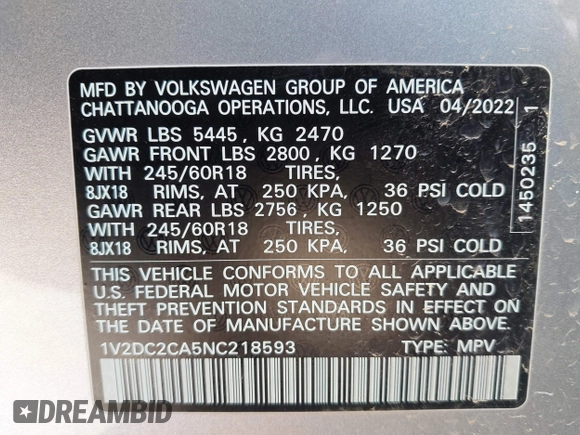 MFD BY VOLKSWAGEN GROUP OF AMERICA
CHATTANOOGA OPERATIONS, LLC. USA 04/2022
GVWR LBS 5445, KG 2470
GAWR FRONT LBS 2800, KG 1270
WITH 245/60R18 TIRES,
8JX18 RIMS, AT 250 KPA, 36 PSI COLD
GAWR REAR LBS 2756, KG 1250
WITH 245/60R18 TIRES,
8JX18 RIMS, AT 250 KPA, 36 PSI COLD
THIS VEHICLE CONFORMS TO ALL APPLICABLE
U.S. FEDERAL MOTOR VEHICLE SAFETY AND
THEFT PREVENTION STANDARDS IN EFFECT ON
THE DATE OF MANUFACTURE SHOWN ABOVE.
1V2DC2CA5NC218593 TYPE: MPV
1450235 1
DREAMBID